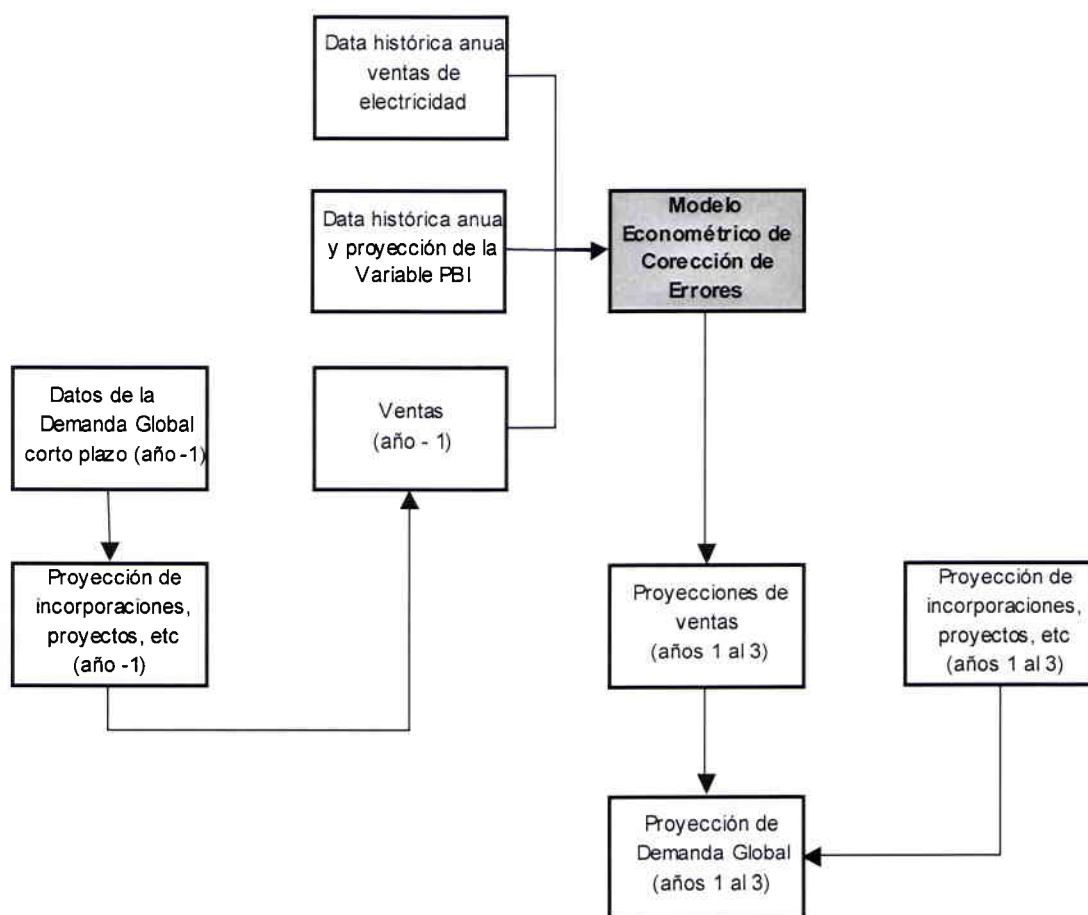 Data histórica anua
ventas de
electricidad
Data histórica anua
y proyección de la
Variable PBI
Modelo
Econométrico de
Corección de
Errores
Datos de la
Demanda Global
corto plazo (año -1)
Ventas
(año - 1)
Proyección de
incorporaciones,
proyectos, etc
(año -1)
Proyecciones de
ventas
(años 1 al 3)
Proyección de
incorporaciones,
proyectos, etc
(años 1 al 3)
Proyección de
Demanda Global
(años 1 al 3)